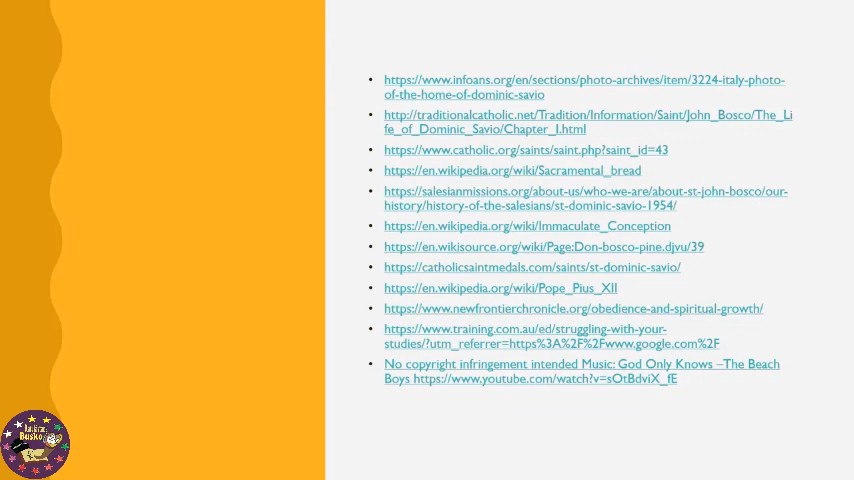 https://www.infoans.org/en/sections/photo-archives/item/3224-italy-photo-
of-the-home-of-dominic-savio
http://traditionalcatholic.net/Tradition/Information/Saint/John_Bosco/The_Li
fe_of_Dominic_Savio/Chapter_I.html
https://www.catholic.org/saints/saint.php?saint_id=43
https://en.wikipedia.org/wiki/Sacramental_bread
https://salesianmissions.org/about-us/who-we-are/about-st-john-bosco/our-
history/history-of-the-salesians/st-dominic-savio-1954/
https://en.wikipedia.org/wiki/Immaculate_Conception
https://en.wikisource.org/wiki/Page:Don-bosco-pine.djvu/39
https://catholicsaintmedals.com/saints/st-dominic-savio/
https://en.wikipedia.org/wiki/Pope_Pius_XII
https://www.newfrontierchronicle.org/obedience-and-spiritual-growth/
https://www.training.com.au/ed/struggling-with-your-
studies/?utm_referrer=https%3A%2F%2Fwww.google.com%2F
No copyright infringement intended Music: God Only Knows –The Beach
Boys https://www.youtube.com/watch?v=sOtBdviX_fE
Busko